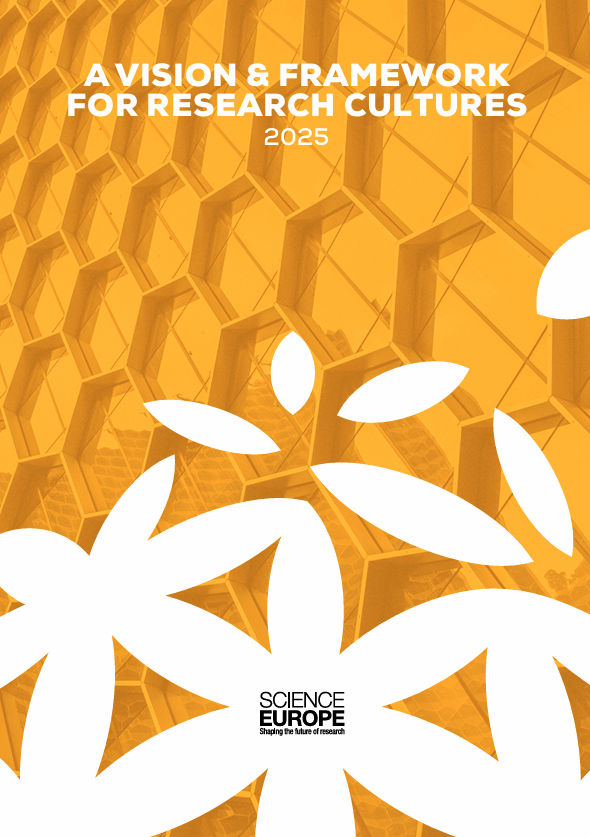 A VISION & FRAMEWORK
FOR RESEARCH CULTURES
2025
SCIENCE
EUROPE
Shaping the future of research